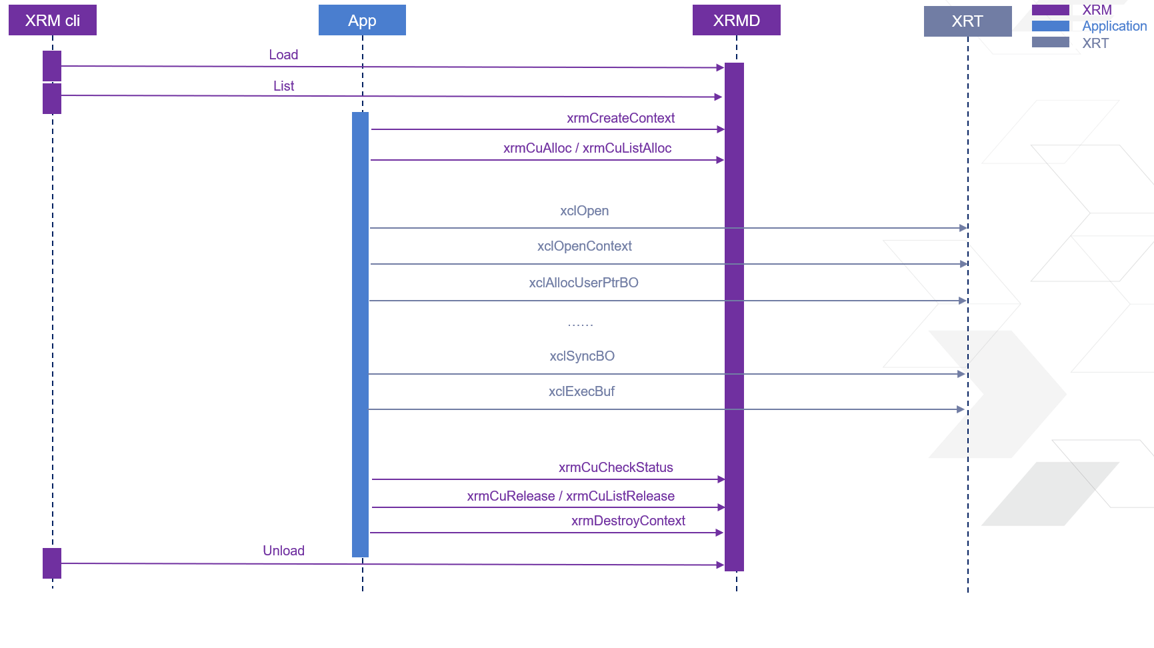 XRM cli
App
XRMD
XRT
XRM
Application
XRT
Load
List
xrmCreateContext
xrmCuAlloc / xrmCuListAlloc
xclOpen
xclOpenContext
xclAllocUserPtrBO
……
xclSyncBO
xclExecBuf
xrmCuCheckStatus
xrmCuRelease / xrmCuListRelease
xrmDestroyContext
Unload